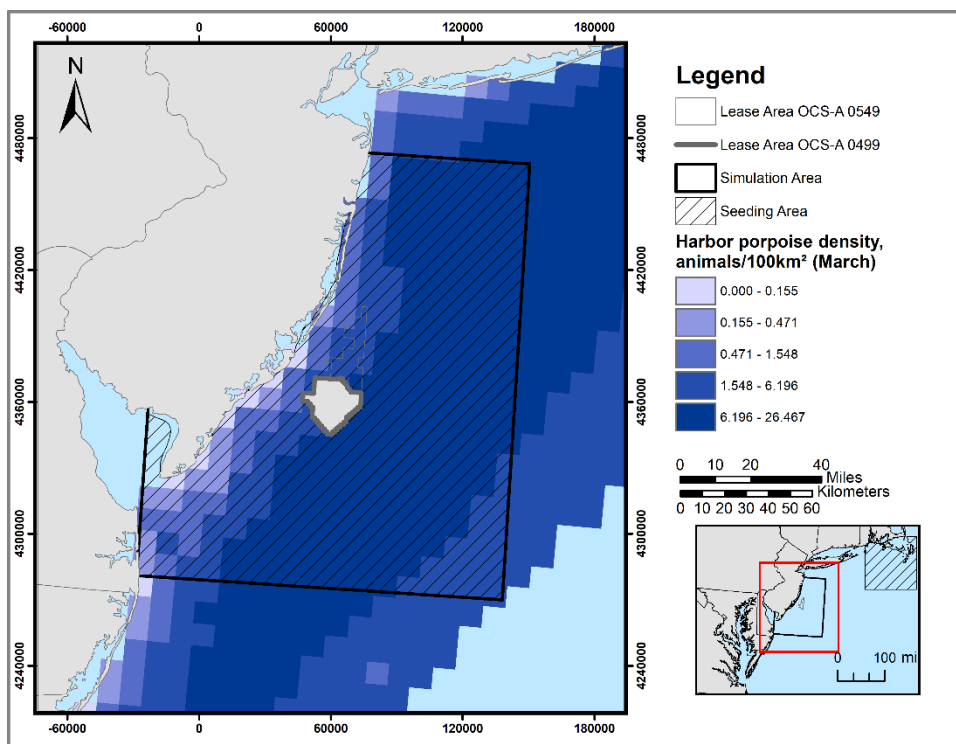 -60000 0 60000 120000 180000
N
4480000 4480000
4420000 4420000
4360000 4360000
4300000 4300000
4240000 4240000
-60000 0 60000 120000 180000
Legend
Lease Area OCS-A 0549
Lease Area OCS-A 0499
Simulation Area
Seeding Area
Harbor porpoise density,
animals/100km² (March)
0.000 - 0.155
0.155 - 0.471
0.471 - 1.548
1.548 - 6.196
6.196 - 26.467
0 10 20 40
Miles
Kilometers
0 10 20 30 40 50 60
0 100 mi